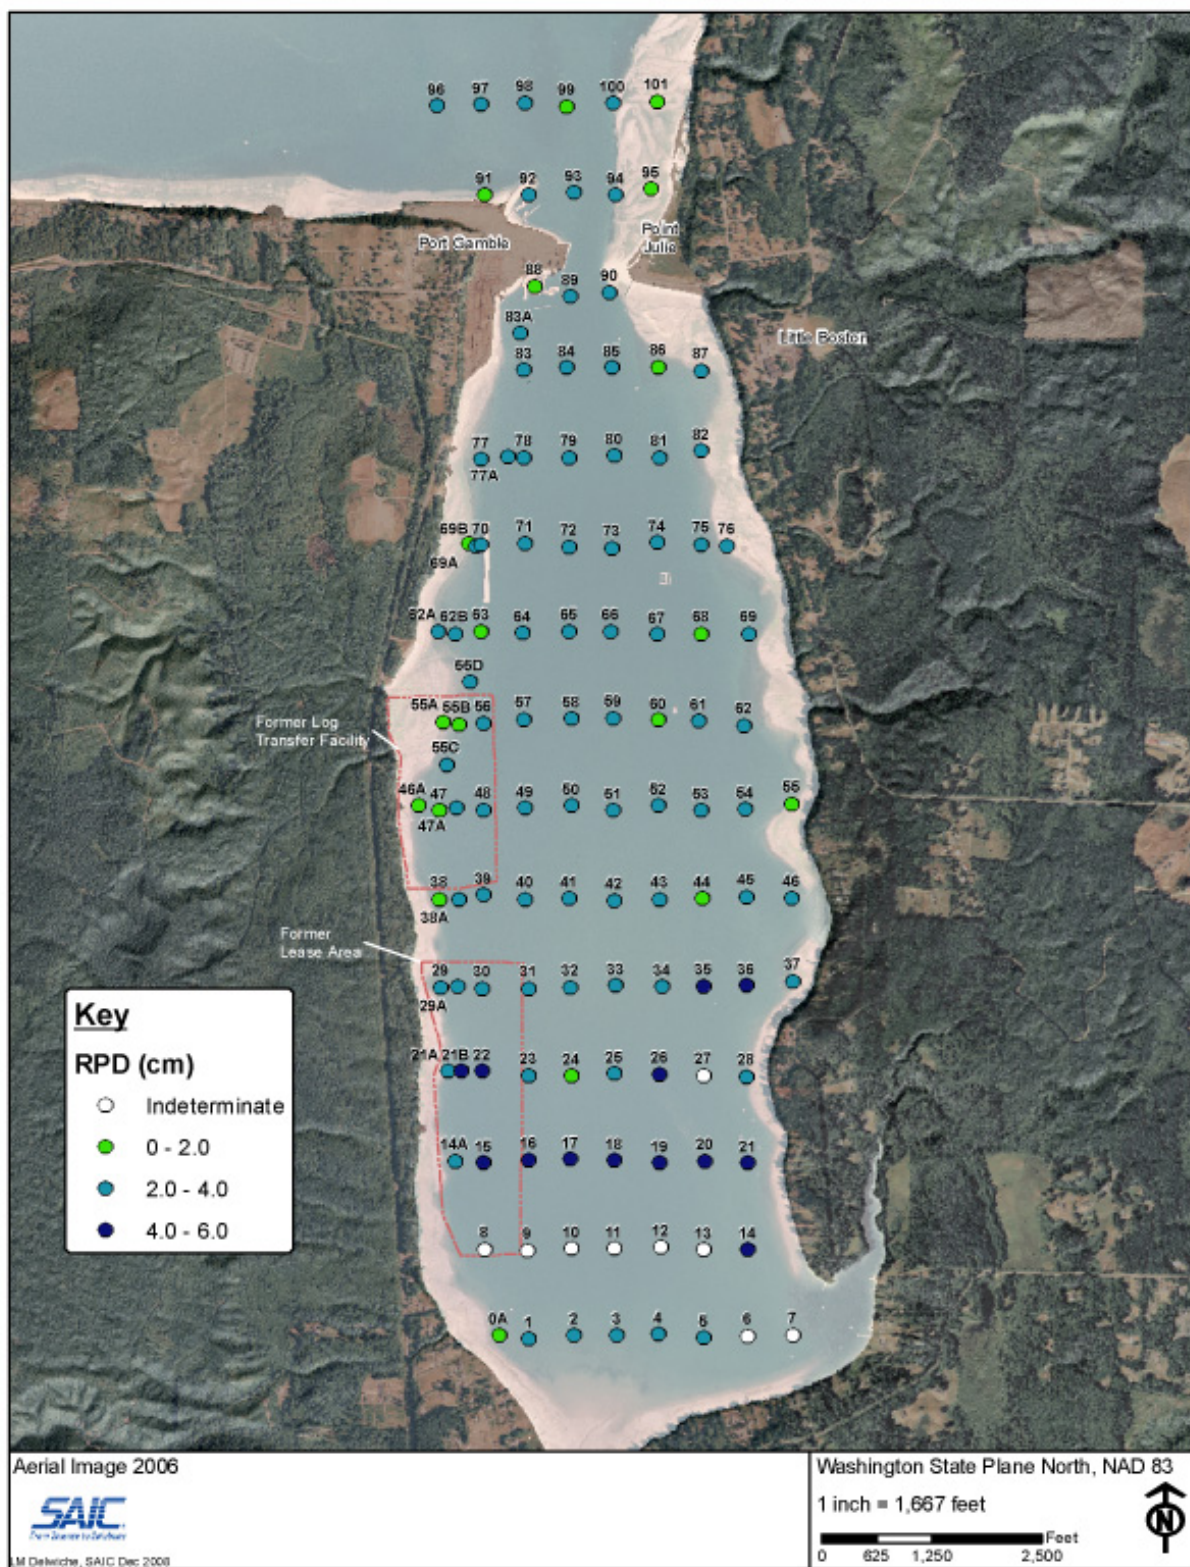 96 97 98 99 100 101
91 92 93 94 95
Port Gamble
Point
Julie
88 89 90
83A
Little Boston
83 84 85 86 87
77 78 79 80 81 82
77A
69B 70 71 72 73 74 75 76
69A
62A 62B 63 64 65 66 67 68 69
55D
55A 55B 56 57 58 59 60 61 62
Former Log
Transfer Facility
55C
46A 47 48 49 50 51 52 53 54 55
47A
38 39 40 41 42 43 44 45 46
38A
Former
Lease Area
29 30 31 32 33 34 35 36 37
29A
21A 21B 22 23 24 25 26 27 28
14A 15 16 17 18 19 20 21
8 9 10 11 12 13 14
0A 1 2 3 4 5 6 7
Key
RPD (cm)
Indeterminate
0 - 2.0
2.0 - 4.0
4.0 - 6.0
Aerial Image 2006
SAIC
From Science to Solutions
LM Delwiche, SAIC Dec 2008
Washington State Plane North, NAD 83
1 inch = 1,667 feet
Feet
0 625 1,250 2,500
N